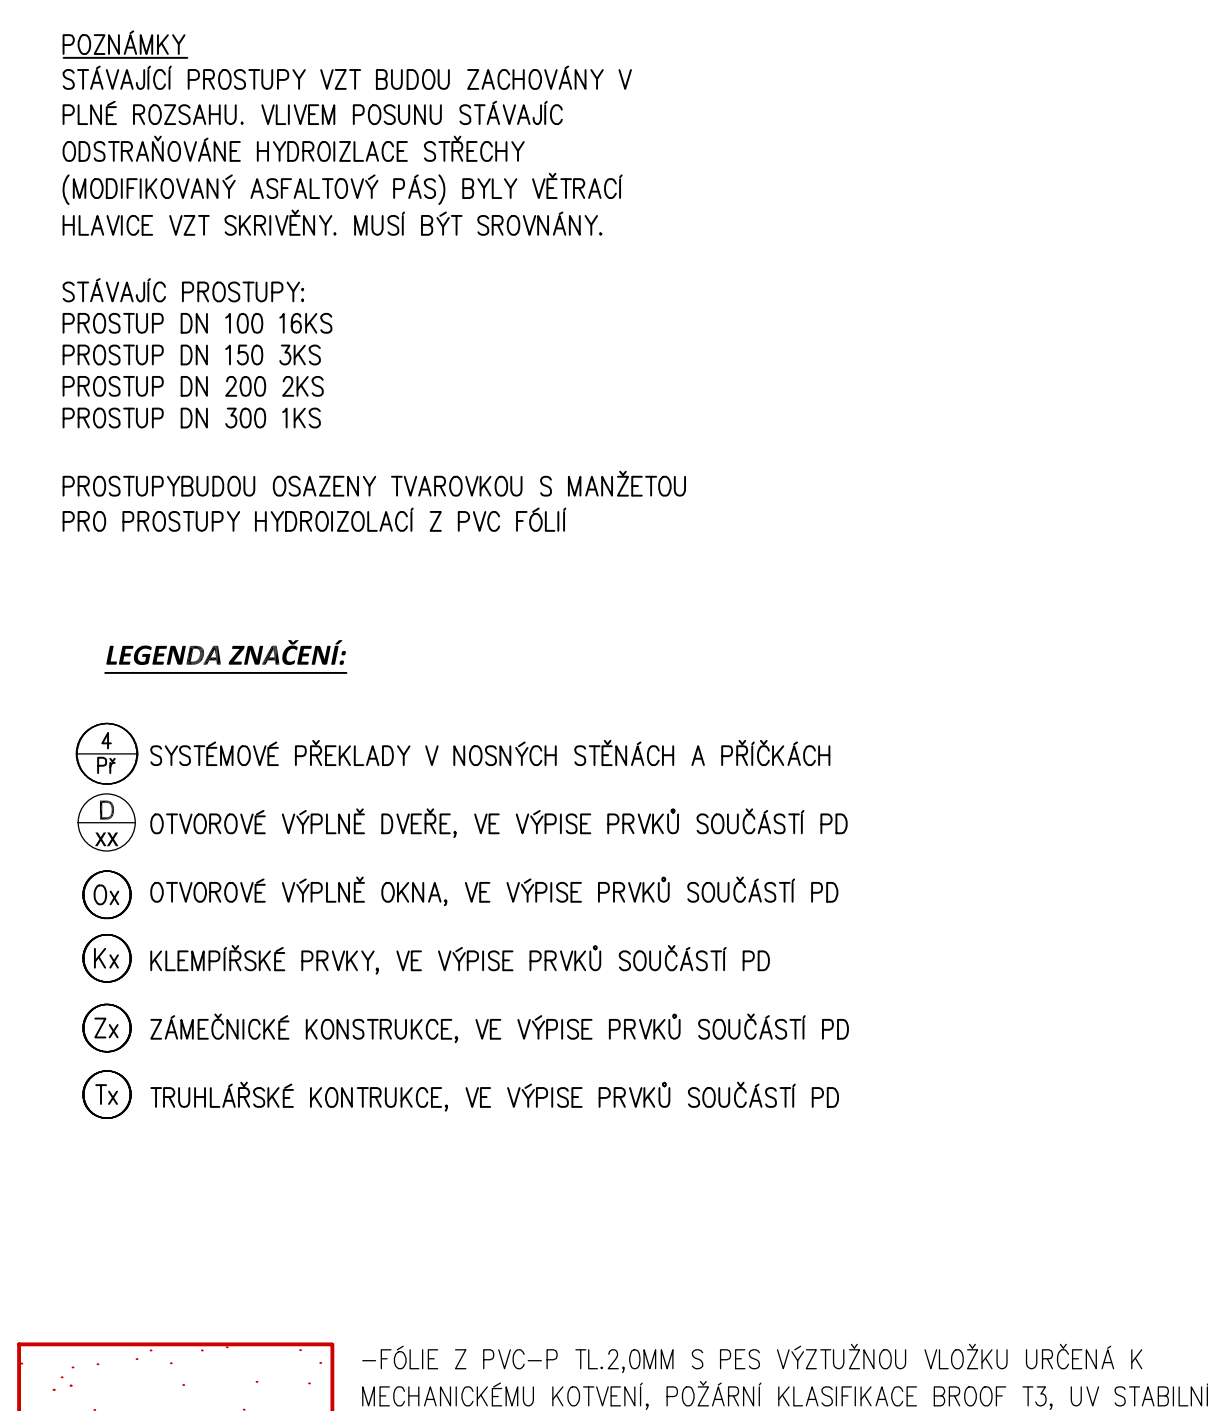 POZNÁMKY
STÁVAJÍCÍ PROSTUPY VZT BUDOU ZACHOVÁNY V
PLNÉ ROZSAHU. VLIVEM POSUNU STÁVAJÍC
ODSTRAŇOVÁNE HYDROIZLACE STŘECHY
(MODIFIKOVANÝ ASFALTOVÝ PÁS) BYLY VĚTRACÍ
HLAVICE VZT SKRIVĚNY. MUSÍ BÝT SROVNÁNY.
STÁVAJÍC PROSTUPY:
PROSTUP DN 100 16KS
PROSTUP DN 150 3KS
PROSTUP DN 200 2KS
PROSTUP DN 300 1KS
PROSTUPYBUDOU OSAZENY TVAROVKOU S MANŽETOU
PRO PROSTUPY HYDROIZOLACÍ Z PVC FÓLIÍ
LEGENDA ZNAČENÍ:
4
Př
SYSTÉMOVÉ PŘEKLADY V NOSNÝCH STĚNÁCH A PŘÍČKÁCH
D
xx
OTVOROVÉ VÝPLNĚ DVEŘE, VE VÝPISE PRVKŮ SOUČÁSTÍ PD
Ox OTVOROVÉ VÝPLNĚ OKNA, VE VÝPISE PRVKŮ SOUČÁSTÍ PD
Kx KLEMPÍŘSKÉ PRVKY, VE VÝPISE PRVKŮ SOUČÁSTÍ PD
Zx ZÁMEČNICKÉ KONSTRUKCE, VE VÝPISE PRVKŮ SOUČÁSTÍ PD
Tx TRUHLÁŘSKÉ KONTRUKCE, VE VÝPISE PRVKŮ SOUČÁSTÍ PD
–FÓLIE Z PVC–P TL.2,0MM S PES VÝZTUŽNOU VLOŽKU URČENÁ K
MECHANICKÉMU KOTVENÍ, POŽÁRNÍ KLASIFIKACE BROOF T3, UV STABILNÍ